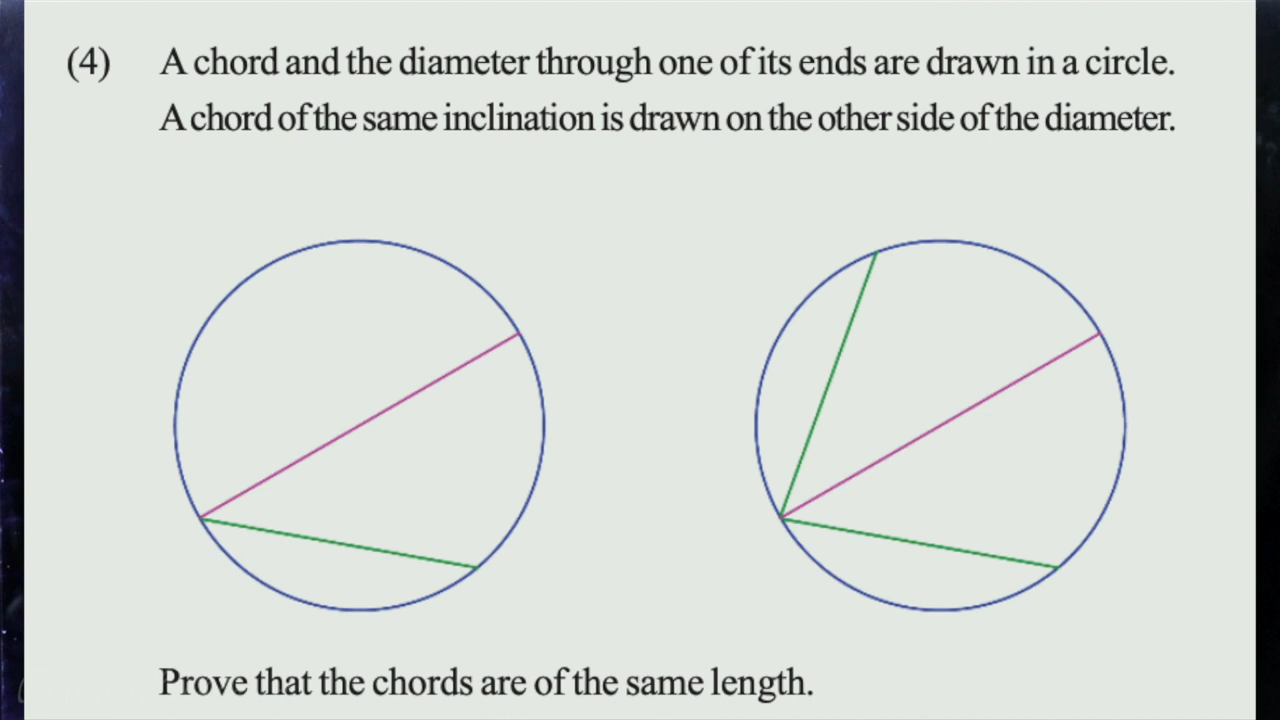 (4) A chord and the diameter through one of its ends are drawn in a circle.
A chord of the same inclination is drawn on the other side of the diameter.
Prove that the chords are of the same length.